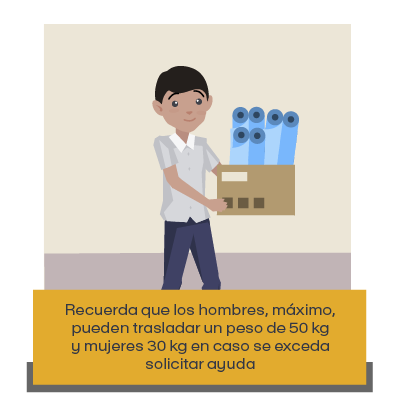 Recuerda que los hombres, máximo,
pueden trasladar un peso de 50 kg
y mujeres 30 kg en caso se exceda
solicitar ayuda